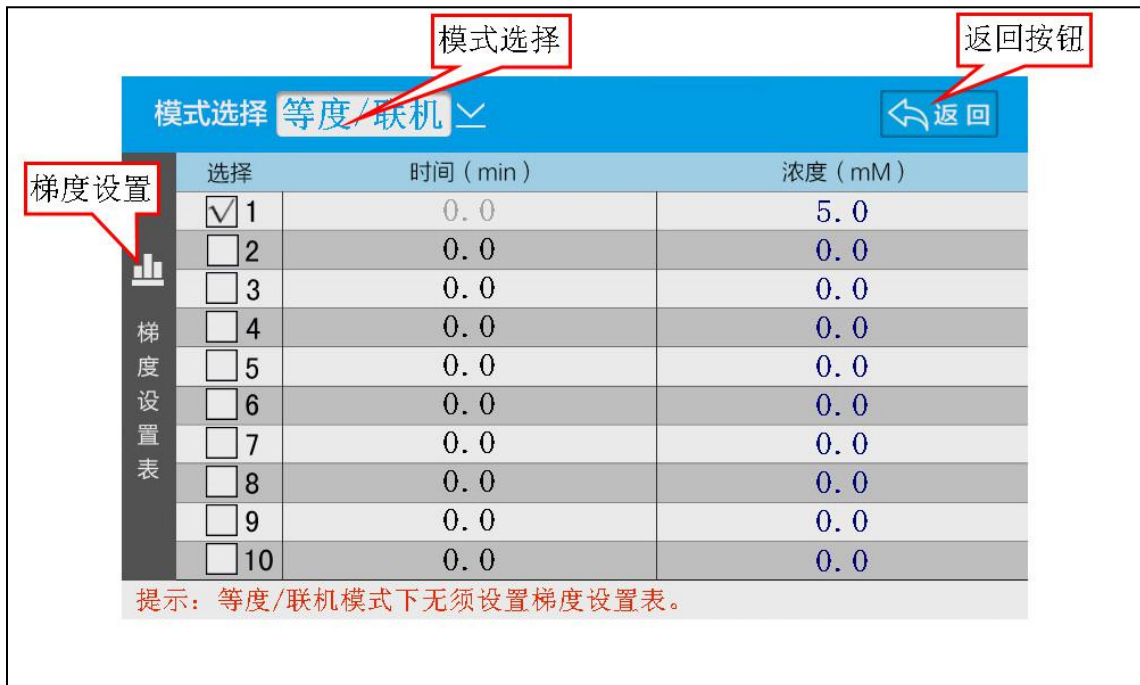 模式选择
返回按钮
模式选择 等度/联机 返回
梯度设置
选择 时间（min） 浓度（mM）
1 0.0 5.0
2 0.0 0.0
3 0.0 0.0
4 0.0 0.0
5 0.0 0.0
6 0.0 0.0
7 0.0 0.0
8 0.0 0.0
9 0.0 0.0
10 0.0 0.0
梯度设置表
提示：等度/联机模式下无须设置梯度设置表。